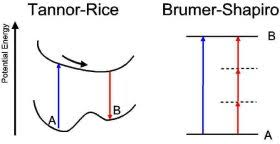 Tannor-Rice
Brumer-Shapiro
Potential Energy
A
B
B
A